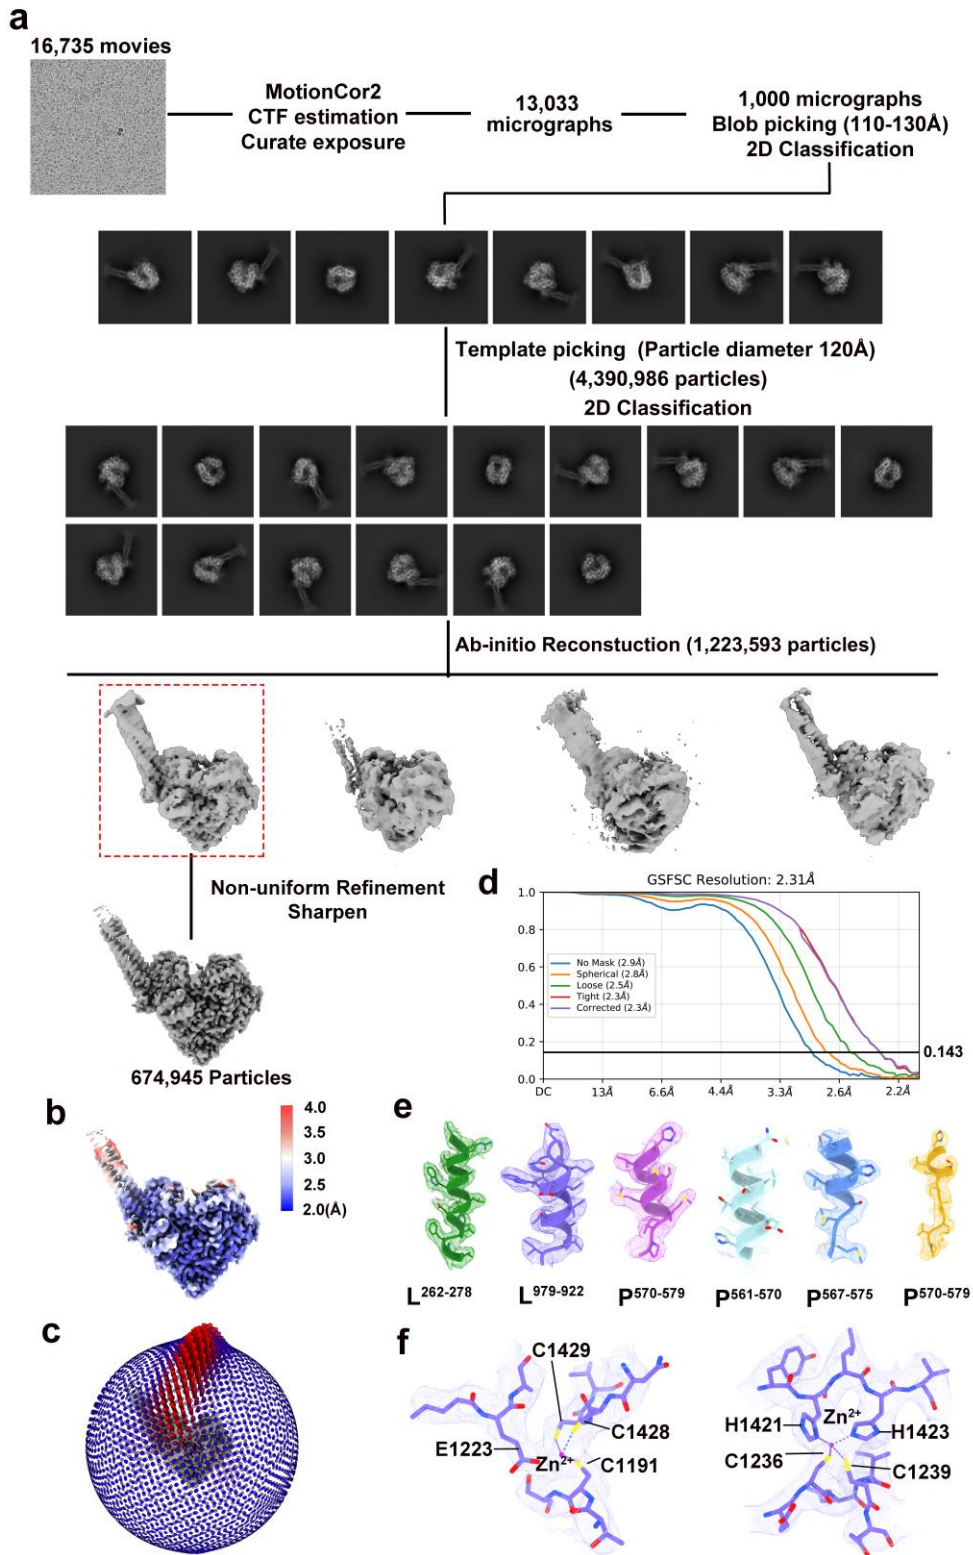 a
16,735 movies
MotionCor2
CTF estimation
Curate exposure
13,033
micrographs
1,000 micrographs
Blob picking (110-130Å)
2D Classification
Template picking (Particle diameter 120Å)
(4,390,986 particles)
2D Classification
Ab-initio Reconstuction (1,223,593 particles)
Non-uniform Refinement
Sharpen
674,945 Particles
d
GSFSC Resolution: 2.31Å
1.0
0.8
0.6
0.4
0.2
0.0
No Mask (2.9Å)
Spherical (2.8Å)
Loose (2.5Å)
Tight (2.3Å)
Corrected (2.3Å)
0.143
DC 13Å 6.6Å 4.44Å 3.3Å 2.6Å 2.2Å
b
4.0
3.5
3.0
2.5
2.0(Å)
e
L262-278 L979-922 P570-579 P561-570 P567-575 P570-579
c
f
C1429
C1428
E1223
Zn2+
C1191
Zn2+
H1421
H1423
C1236
C1239